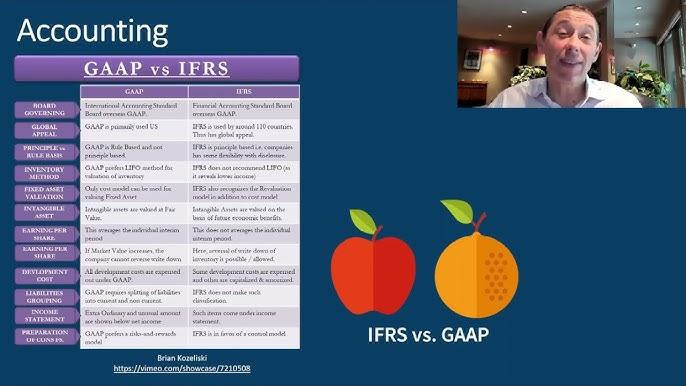 Accounting
GAAP vs IFRS
GAAP IFRS
BOARD GOVERNING
International Accounting Standard
Board overseas GAAP.
Financial Accounting Standard Board
overseas GAAP.
GLOBAL APPEAL
GAAP is primarily used US
IFRS is used by around 110 countries.
Thus has global appeal.
PRINCIPLE vs RULE BASIS
GAAP is Rule Based and not
principle based.
IFRS is principle based i.e. companies
has some flexibility with disclosure.
INVENTORY METHOD
GAAP prefers LIFO method for
valuation of inventory
IFRS does not recommend LIFO (as
it reveals lower income)
FIXED ASSET VALUATION
Only cost model can be used for
valuing Fixed Asset
IFRS also recognizes the Revaluation
model in addition to cost model
INTANGIBLE ASSET
Intangible assets are valued at Fair
Value.
Intangible Assets are valued on the
basis of future economic benefits.
EARNING PER SHARE
This averages the individual interim
period
This does not averages the individual
interim period.
EARNING PER SHARE
If Market Value increases, the
company cannot reverse write down
Here, reversal of write down of
inventory is possible / allowed.
DEVLOPMENT COST
All development costs are expensed
out under GAAP.
Some development costs are expensed
and other are capitalized & amortized.
LIABILITIES GROUPING
GAAP requires splitting of liabilities
into current and non current.
IFRS does not make such
classification.
INCOME STATEMENT
Extra Ordinary and unusual amount
are shown below net income
Such items come under income
statement.
PREPARATION OF CONS FS.
GAAP prefers a risks-and-rewards
model
IFRS is in favor of a control model
IFRS vs. GAAP
Brian Kozeliski
https://vimeo.com/showcase/7210508